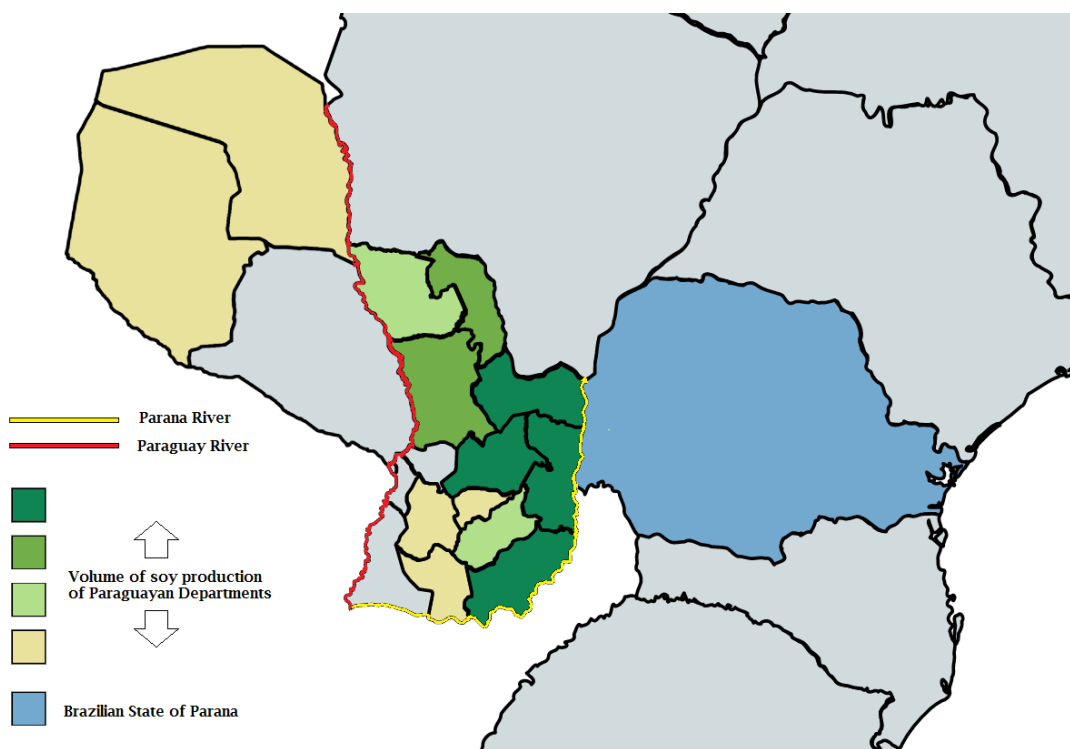 Parana River
Paraguay River
Volume of soy production
of Paraguayan Departments
Brazilian State of Parana